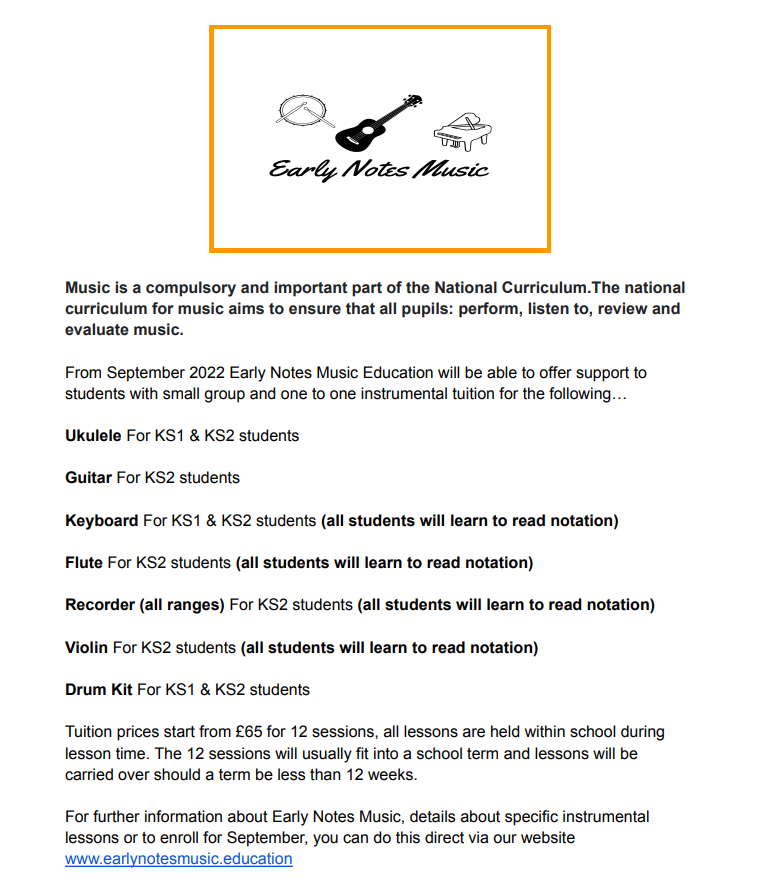 Early Notes Music
Music is a compulsory and important part of the National Curriculum.The national
curriculum for music aims to ensure that all pupils: perform, listen to, review and
evaluate music.
From September 2022 Early Notes Music Education will be able to offer support to
students with small group and one to one instrumental tuition for the following…
Ukulele For KS1 & KS2 students
Guitar For KS2 students
Keyboard For KS1 & KS2 students (all students will learn to read notation)
Flute For KS2 students (all students will learn to read notation)
Recorder (all ranges) For KS2 students (all students will learn to read notation)
Violin For KS2 students (all students will learn to read notation)
Drum Kit For KS1 & KS2 students
Tuition prices start from £65 for 12 sessions, all lessons are held within school during
lesson time. The 12 sessions will usually fit into a school term and lessons will be
carried over should a term be less than 12 weeks.
For further information about Early Notes Music, details about specific instrumental
lessons or to enroll for September, you can do this direct via our website
www.earlynotesmusic.education